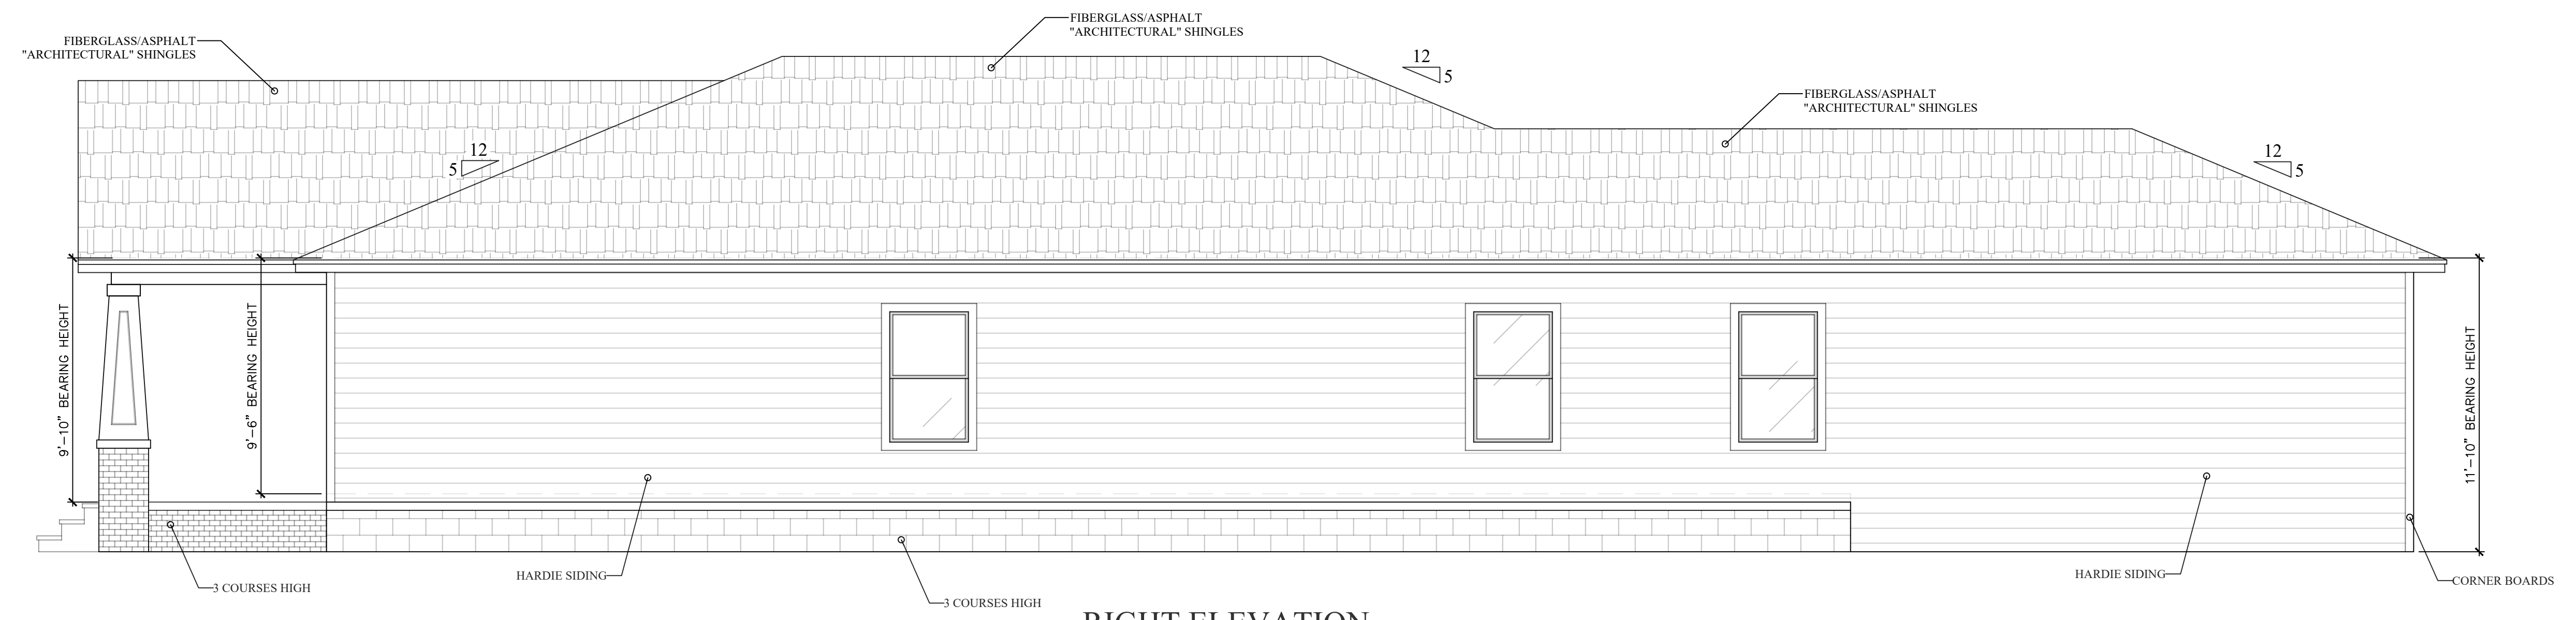 FIBERGLASS/ASPHALT
"ARCHITECTURAL" SHINGLES
FIBERGLASS/ASPHALT
"ARCHITECTURAL" SHINGLES
12
5
FIBERGLASS/ASPHALT
"ARCHITECTURAL" SHINGLES
12
5
12
5
9'-10" BEARING HEIGHT
9'-6" BEARING HEIGHT
11'-10" BEARING HEIGHT
3 COURSES HIGH
HARDIE SIDING
3 COURSES HIGH
HARDIE SIDING
CORNER BOARDS
RIGHT ELEVATION